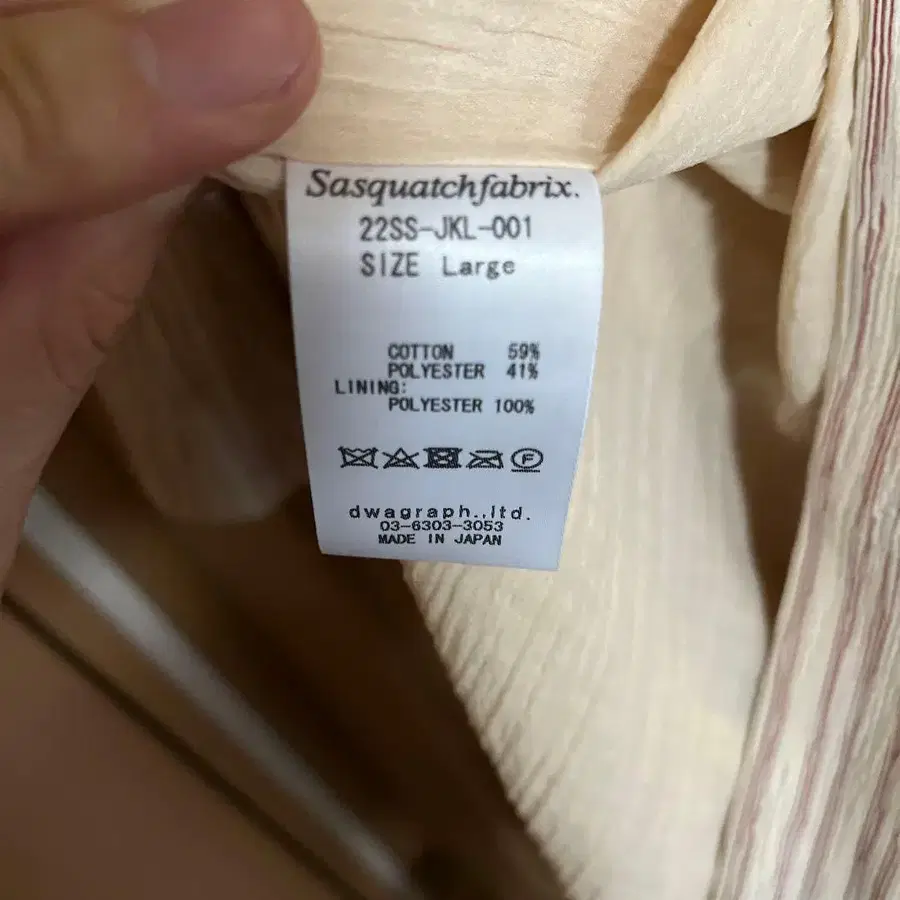 Sasquatchfabrix.
22SS-JKL-001
SIZE Large
COTTON 59%
POLYESTER 41%
LINING:
POLYESTER 100%
F
dwagraph.,ltd.
03-6303-3053
MADE IN JAPAN